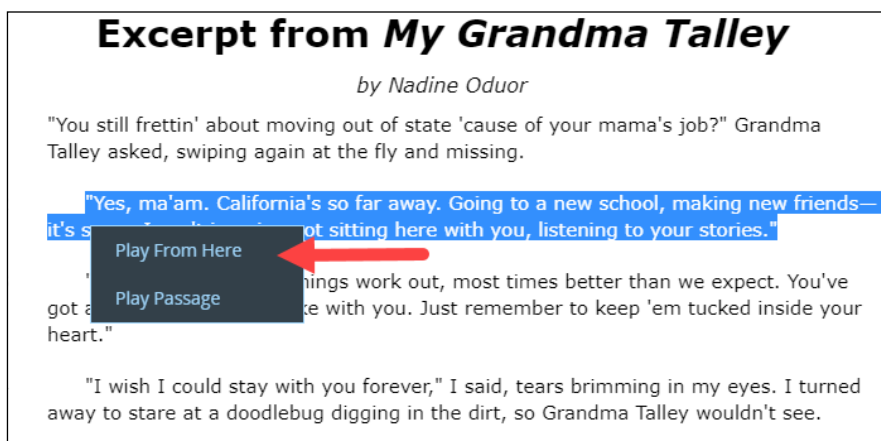 Excerpt from My Grandma Talley
by Nadine Oduor
"You still frettin' about moving out of state 'cause of your mama's job?" Grandma
Talley asked, swiping again at the fly and missing.
"Yes, ma'am. California's so far away. Going to a new school, making new friends—
it's s ot sitting here with you, listening to your stories."
Play From Here
" ings work out, most times better than we expect. You've
Play Passage
got a e with you. Just remember to keep 'em tucked inside your
heart."
"I wish I could stay with you forever," I said, tears brimming in my eyes. I turned
away to stare at a doodlebug digging in the dirt, so Grandma Talley wouldn't see.